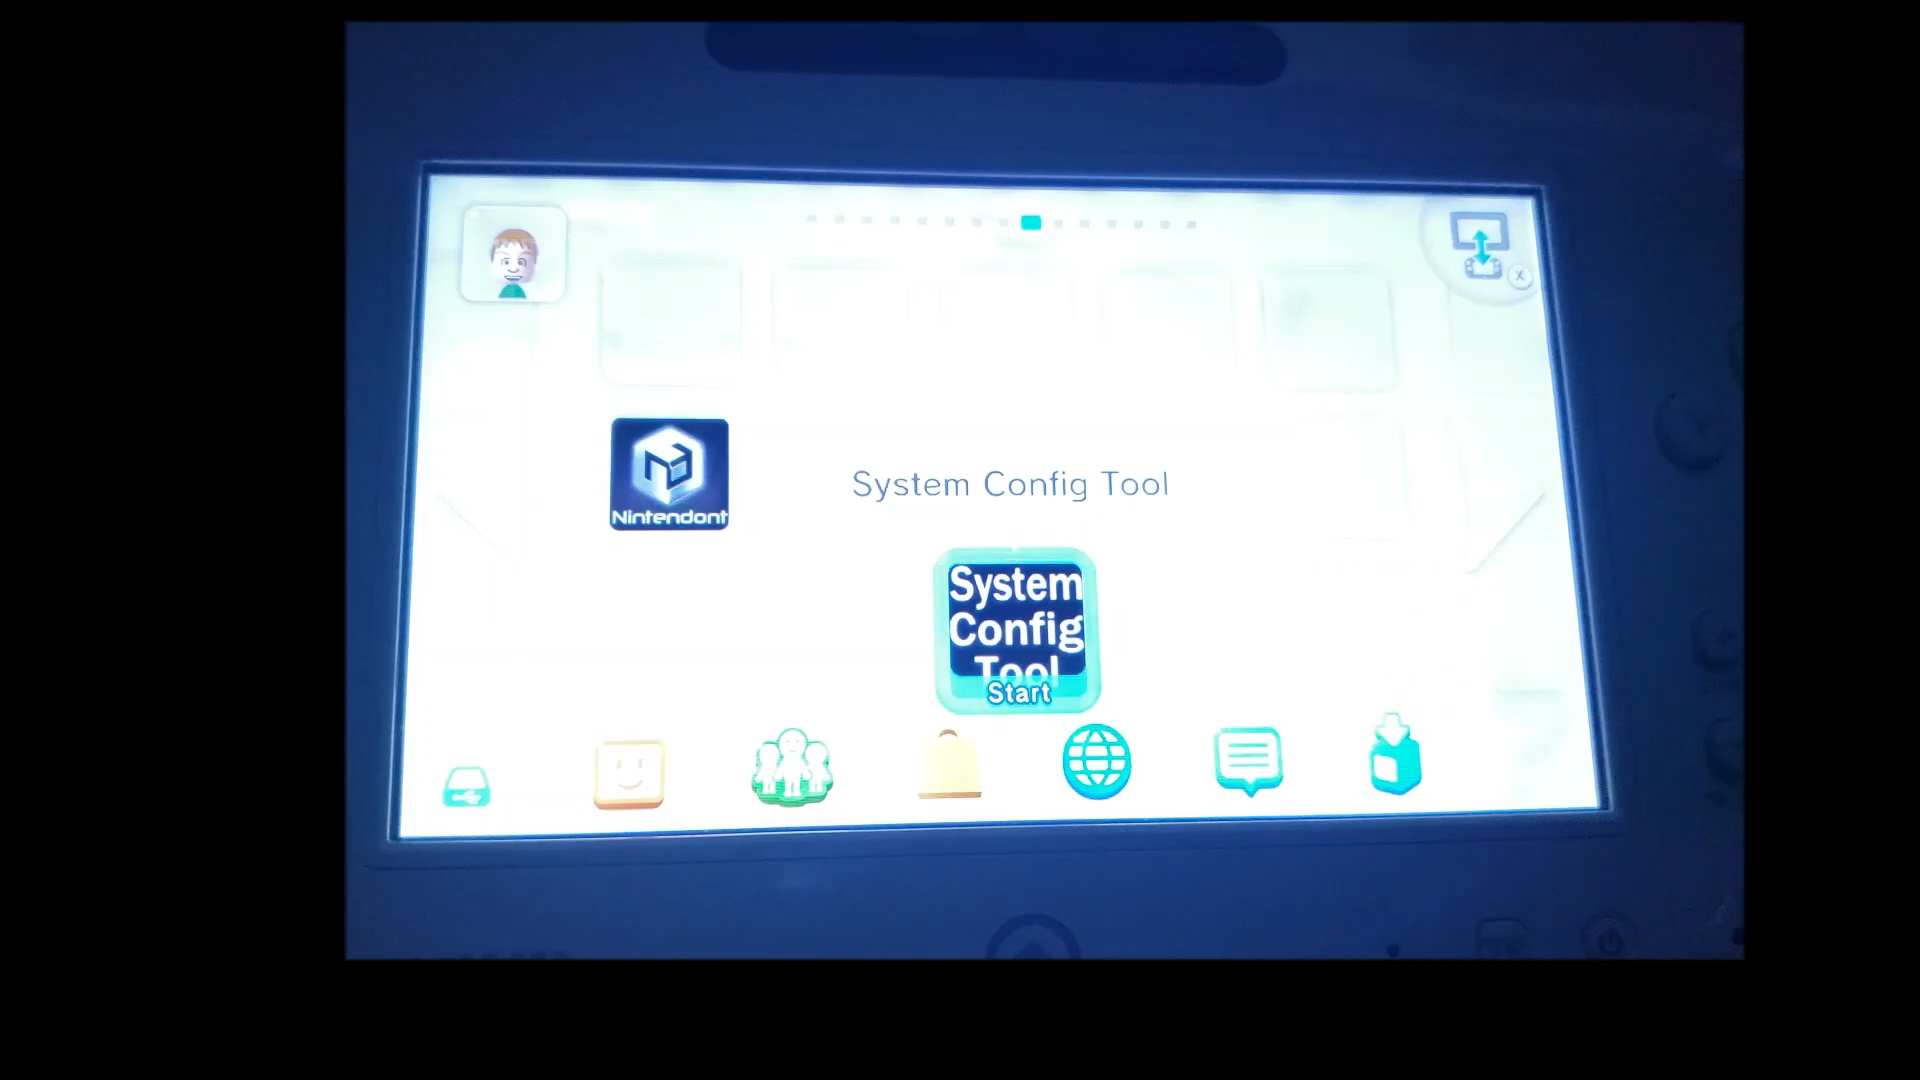 X
Nintendont
System Config Tool
System
Config
Tool
Start